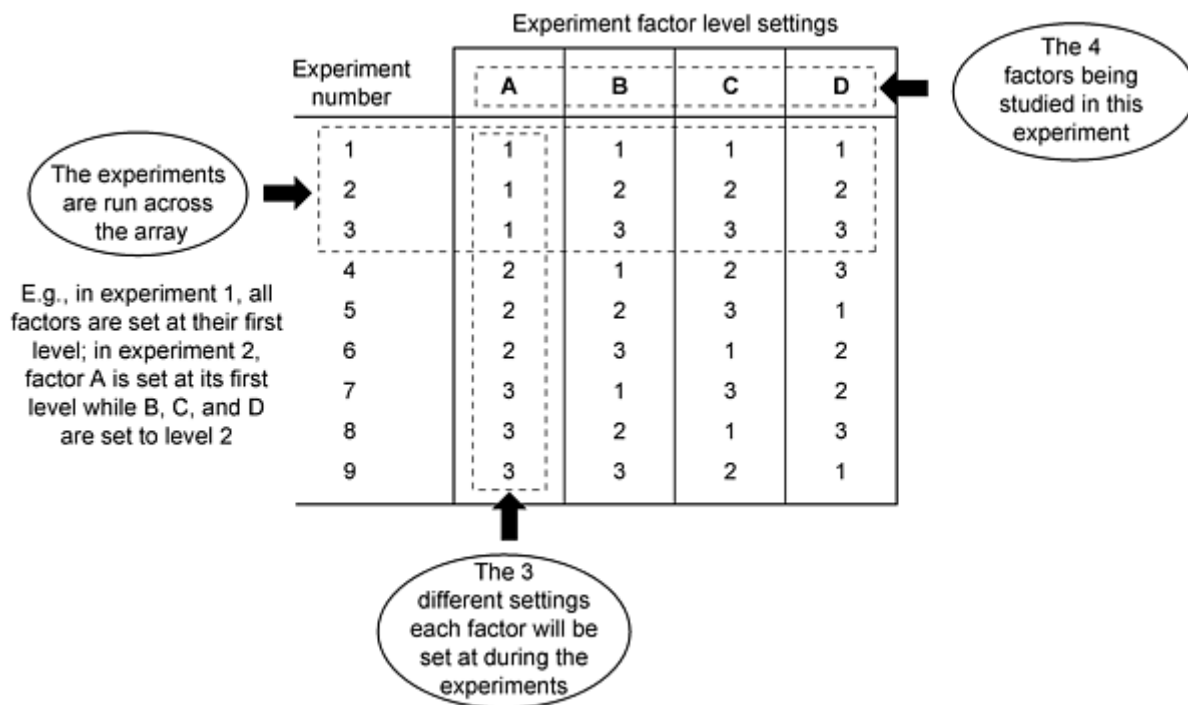 Experiment factor level settings
Experiment
number
A B C D
1 1 1 1 1
2 1 2 2 2
3 1 3 3 3
4 2 1 2 3
5 2 2 3 1
6 2 3 1 2
7 3 1 3 2
8 3 2 1 3
9 3 3 2 1
The 4
factors being
studied in this
experiment
The experiments
are run across
the array
E.g., in experiment 1, all
factors are set at their first
level; in experiment 2,
factor A is set at its first
level while B, C, and D
are set to level 2
The 3
different settings
each factor will be
set at during the
experiments